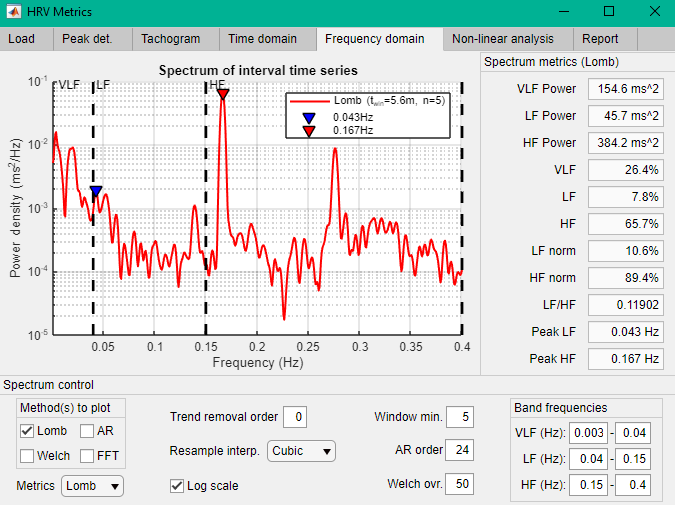 HRV Metrics
Load Peak det. Tachogram Time domain Frequency domain Non-linear analysis Report
Spectrum of interval time series
VLF LF HF
Lomb (t_win=5.6m, n=5)
0.043Hz
0.167Hz
Power density (ms²/Hz)
10⁻¹
10⁻²
10⁻³
10⁻⁴
10⁻⁵
0.05 0.1 0.15 0.2 0.25 0.3 0.35 0.4
Frequency (Hz)
Spectrum metrics (Lomb)
VLF Power 154.6 ms^2
LF Power 45.7 ms^2
HF Power 384.2 ms^2
VLF 26.4%
LF 7.8%
HF 65.7%
LF norm 10.6%
HF norm 89.4%
LF/HF 0.11902
Peak LF 0.043 Hz
Peak HF 0.167 Hz
Spectrum control
Method(s) to plot
Lomb AR
Welch FFT
Metrics Lomb
Trend removal order 0
Resample interp. Cubic
Log scale
Window min. 5
AR order 24
Welch ovr. 50
Band frequencies
VLF (Hz): 0.003 - 0.04
LF (Hz): 0.04 - 0.15
HF (Hz): 0.15 - 0.4